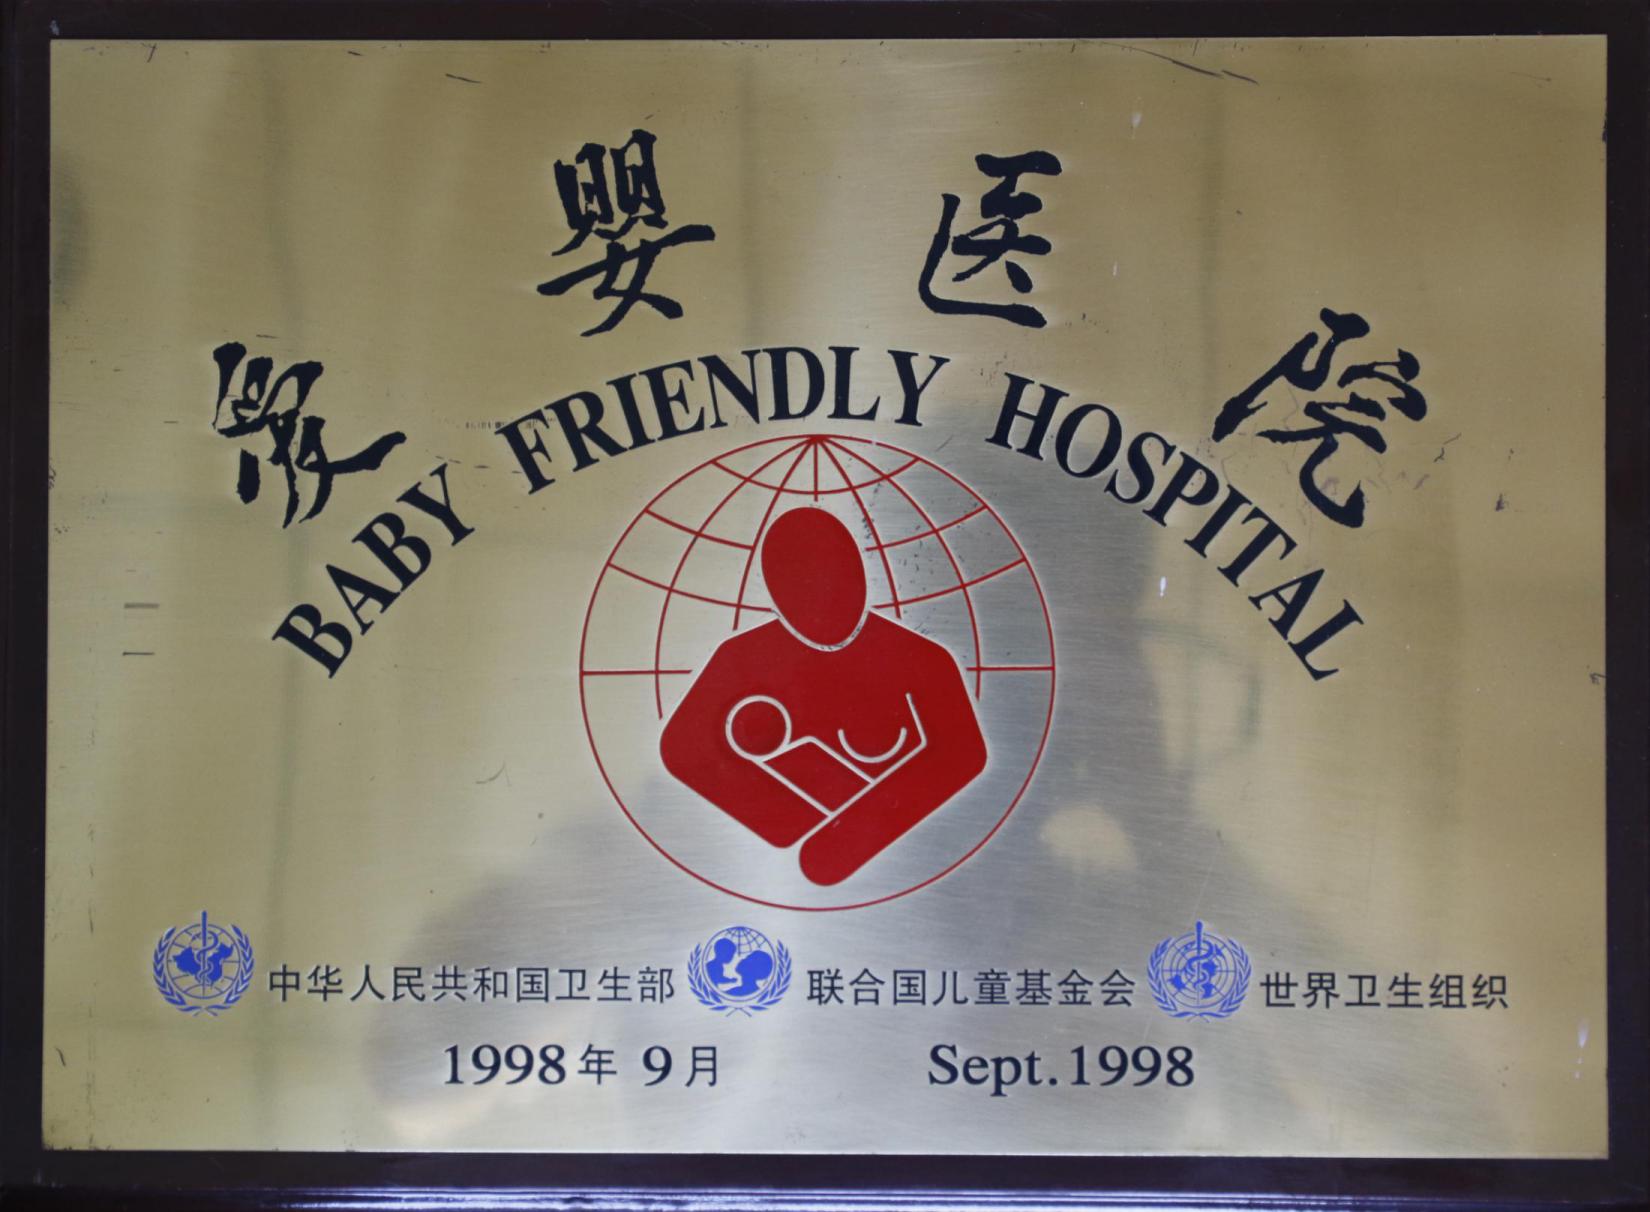 爱婴医院
BABY FRIENDLY HOSPITAL
中华人民共和国卫生部 联合国儿童基金会 世界卫生组织
1998年 9月 Sept.1998